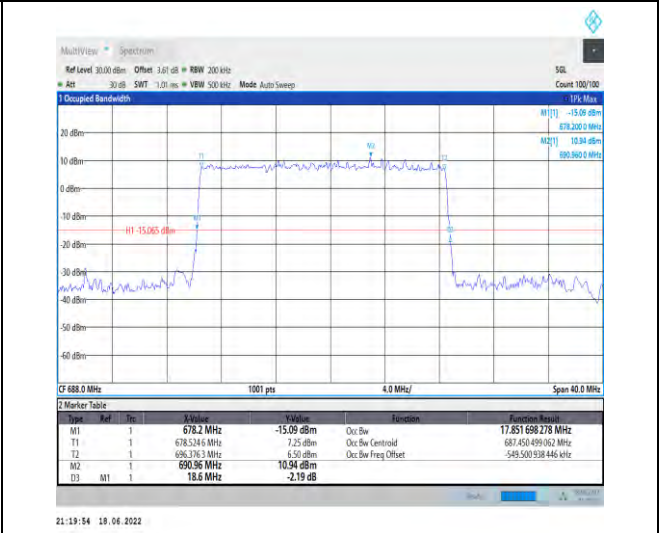 MultiView Spectrum
Ref Level 30.00 dBm Offset 3.61 dB RBW 200 kHz SGL
Att 30 dB SWT 1.01 ms VBW 500 kHz Mode Auto Sweep Count 100/100
1 Occupied Bandwidth 1Pk Max
M1[1] -15.09 dBm
678.200 0 MHz
M2[1] 10.94 dBm
690.960 0 MHz
20 dBm
M2
T1 T2
10 dBm
0 dBm
-10 dBm
M1
H1 -15.065 dBm
D3
-20 dBm
-30 dBm
-40 dBm
-50 dBm
-60 dBm
CF 688.0 MHz 1001 pts 4.0 MHz/ Span 40.0 MHz
2 Marker Table
Type Ref Trc X-Value Y-Value Function Function Result
M1 1 678.2 MHz -15.09 dBm Occ Bw 17.851 698 278 MHz
T1 1 678.524 6 MHz 7.25 dBm Occ Bw Centroid 687.450 499 062 MHz
T2 1 696.376 3 MHz 6.50 dBm Occ Bw Freq Offset -549.500 938 446 kHz
M2 1 690.96 MHz 10.94 dBm
D3 M1 1 18.6 MHz -2.19 dB
21:19:54 18.06.2022